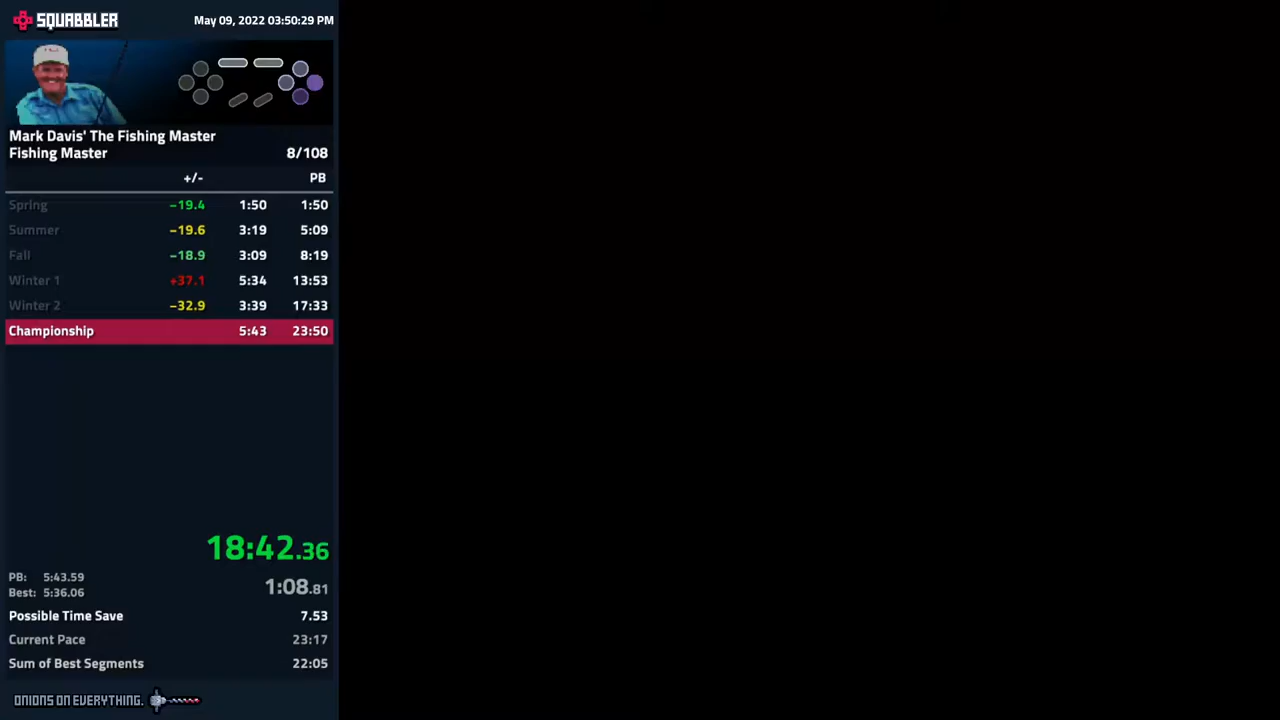 SQUABBLER May 09, 2022 03:50:29 PM
Mark Davis' The Fishing Master
Fishing Master 8/108
+/- PB
Spring −19.4 1:50 1:50
Summer −19.6 3:19 5:09
Fall −18.9 3:09 8:19
Winter 1 +37.1 5:34 13:53
Winter 2 −32.9 3:39 17:33
Championship 5:43 23:50
18:42.36
PB: 5:43.59
Best: 5:36.06
1:08.81
Possible Time Save 7.53
Current Pace 23:17
Sum of Best Segments 22:05
ONIONS ON EVERYTHING.